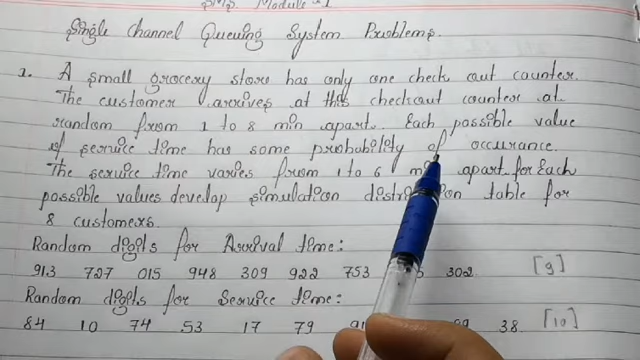 Module - 1
Single Channel Queuing System Problems.
1. A small grocery store has only one check out counter.
The customer arrives at this checkout counter at
random from 1 to 8 min apart. Each possible value
of service time has some probability of occurance.
The service time varies from 1 to 6 apart for Each
possible values develop simulation table for
8 customers.
Random digits for Arrival time:
913 727 015 948 309 922 753 302 [9]
Random digits for Service time:
84 10 74 53 17 79 38 [10]